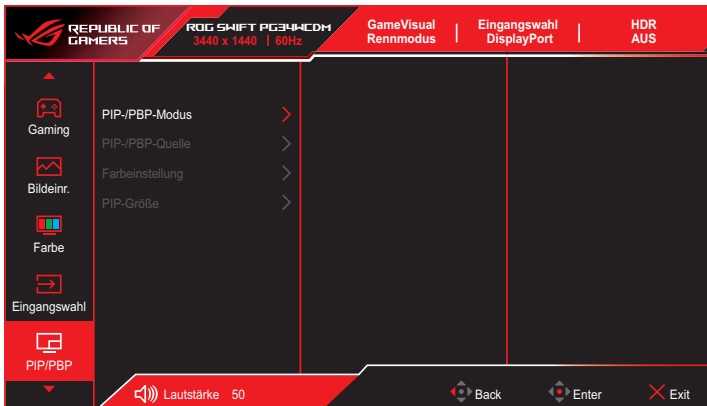 REPUBLIC OF
GAMERS
ROG SWIFT PG34WCDM
3440 x 1440 | 60Hz
GameVisual
Rennmodus
Eingangswahl
DisplayPort
HDR
AUS
Gaming
Bildeinr.
Farbe
Eingangswahl
PIP/PBP
PIP-/PBP-Modus
PIP-/PBP-Quelle
Farbeinstellung
PIP-Größe
Lautstärke 50
Back
Enter
Exit